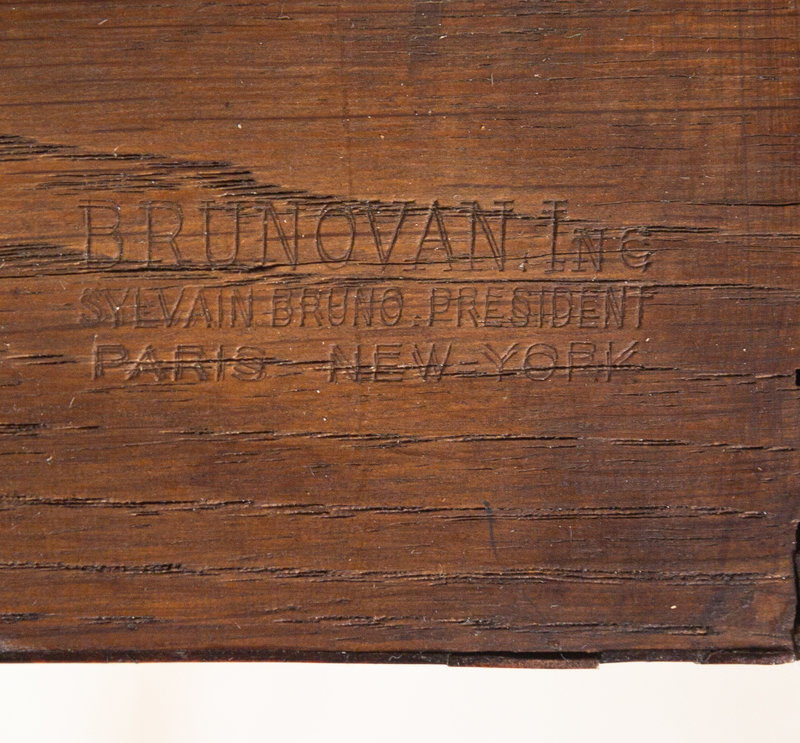 BRUNOVAN.INC
SYLVAIN BRUNO.PRESIDENT
PARIS - NEW-YORK